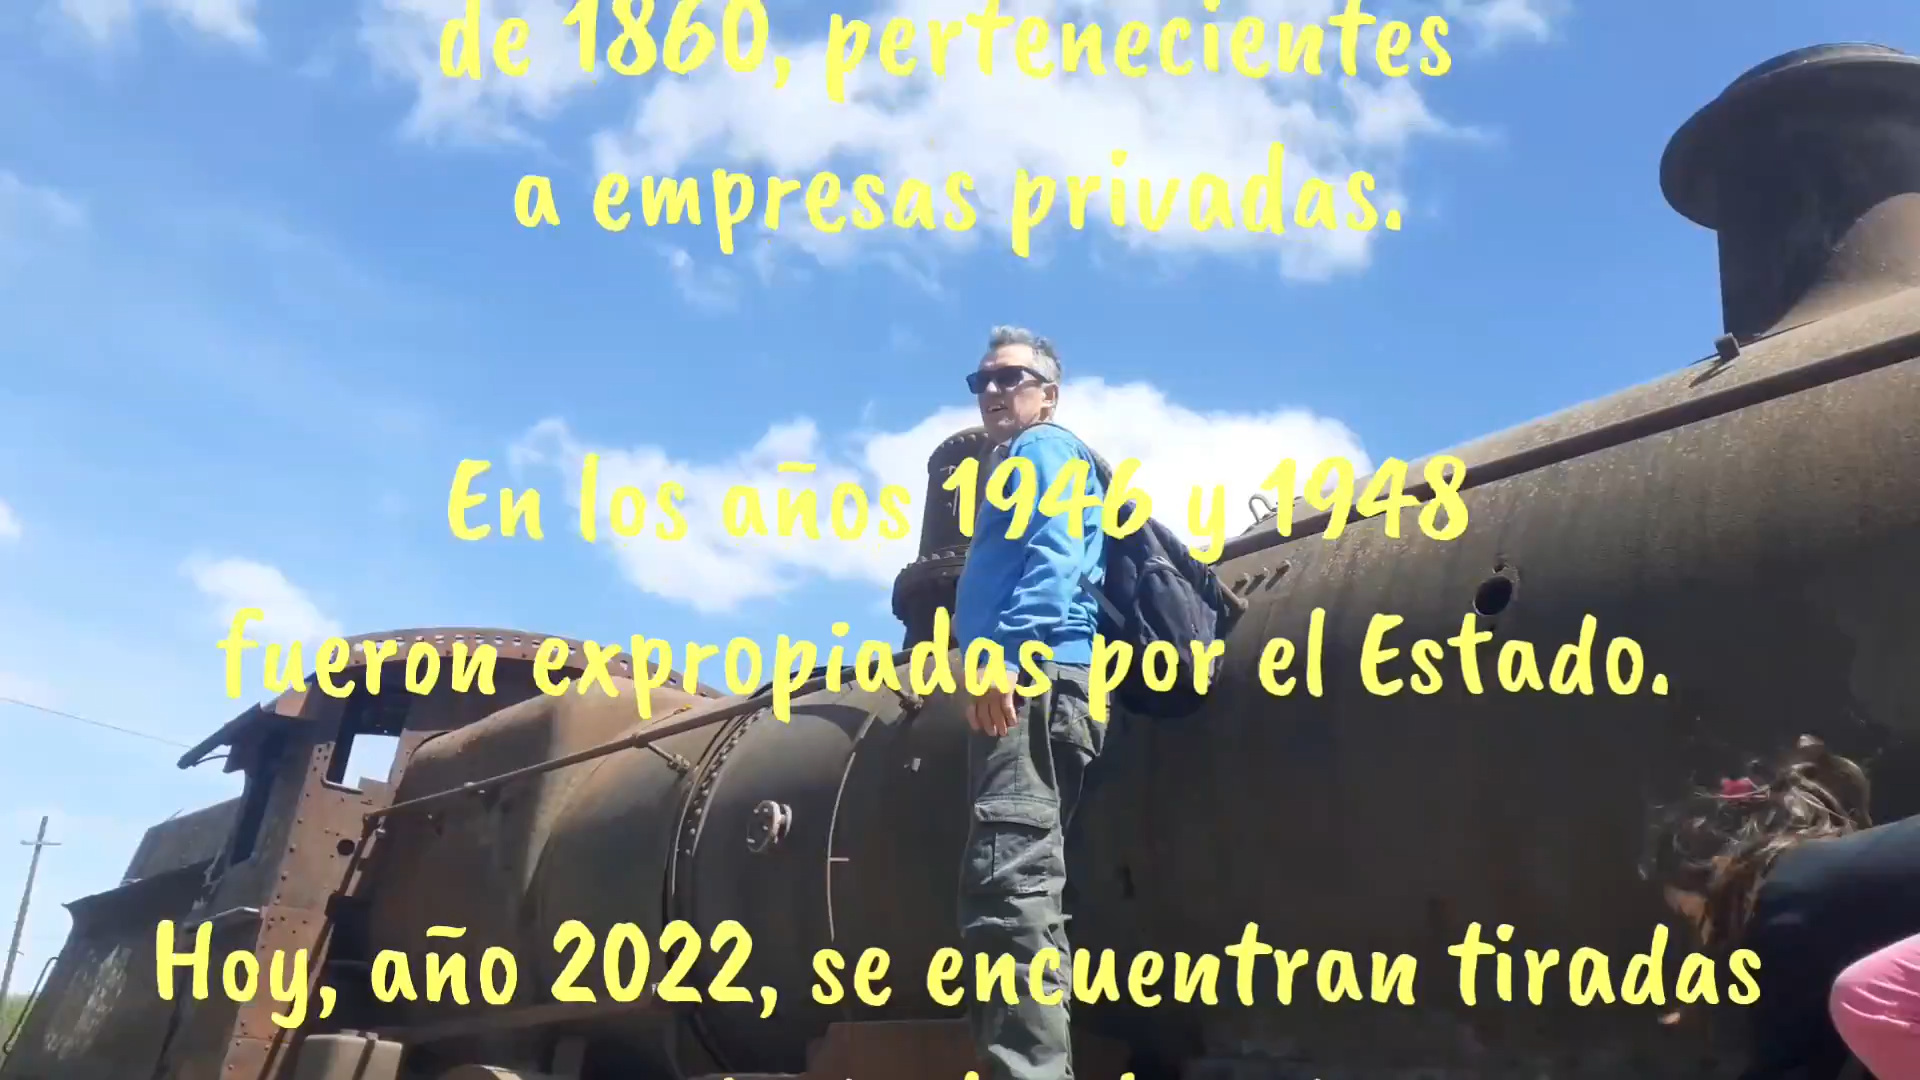 de 1860, pertenecientes
a empresas privadas.
En los años 1946 y 1948
fueron expropiadas por el Estado.
Hoy, año 2022, se encuentran tiradas